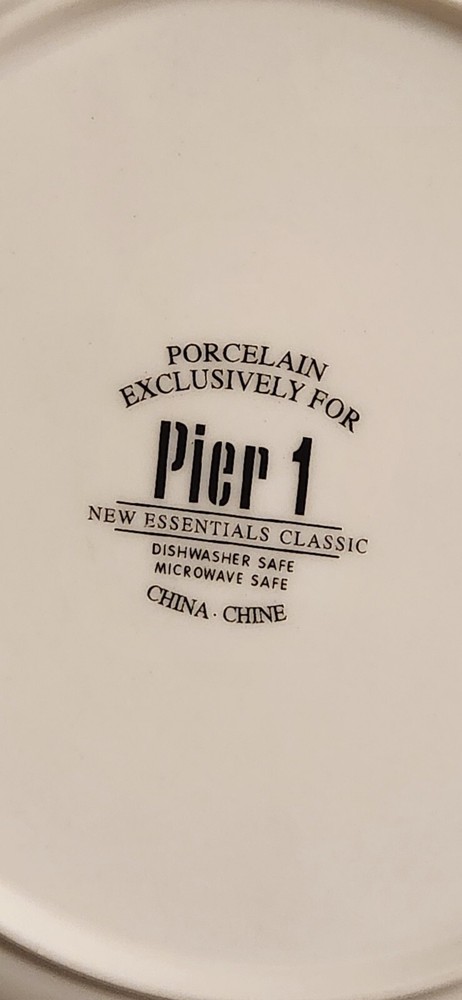 PORCELAIN
EXCLUSIVELY FOR
Pier 1
NEW ESSENTIALS CLASSIC
DISHWASHER SAFE
MICROWAVE SAFE
CHINA · CHINE